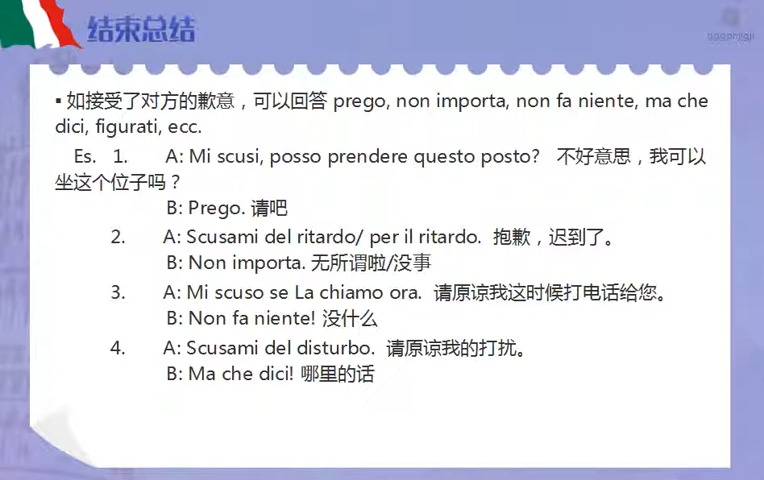 结束总结
▪ 如接受了对方的歉意，可以回答 prego, non importa, non fa niente, ma che
dici, figurati, ecc.
Es. 1. A: Mi scusi, posso prendere questo posto? 不好意思，我可以
坐这个位子吗？
B: Prego. 请吧
2. A: Scusami del ritardo/ per il ritardo. 抱歉，迟到了。
B: Non importa. 无所谓啦/没事
3. A: Mi scuso se La chiamo ora. 请原谅我这时候打电话给您。
B: Non fa niente! 没什么
4. A: Scusami del disturbo. 请原谅我的打扰。
B: Ma che dici! 哪里的话